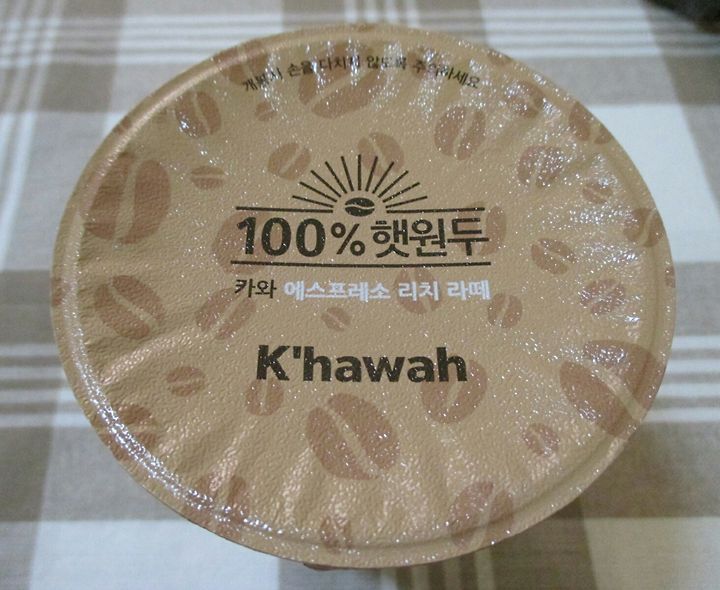 개봉시 손을 다치지 않도록 주의하세요
100% 햇원두
카와 에스프레소 리치 라떼
K'hawah